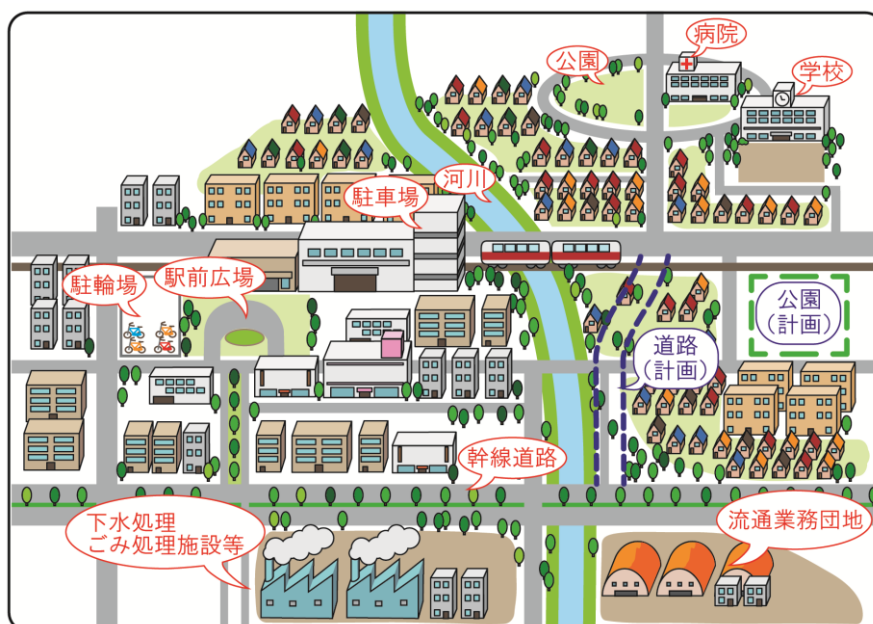 病院
公園
学校
河川
駐車場
駅前広場
駐輪場
公園
(計画)
道路
(計画)
幹線道路
下水処理
ごみ処理施設等
流通業務団地